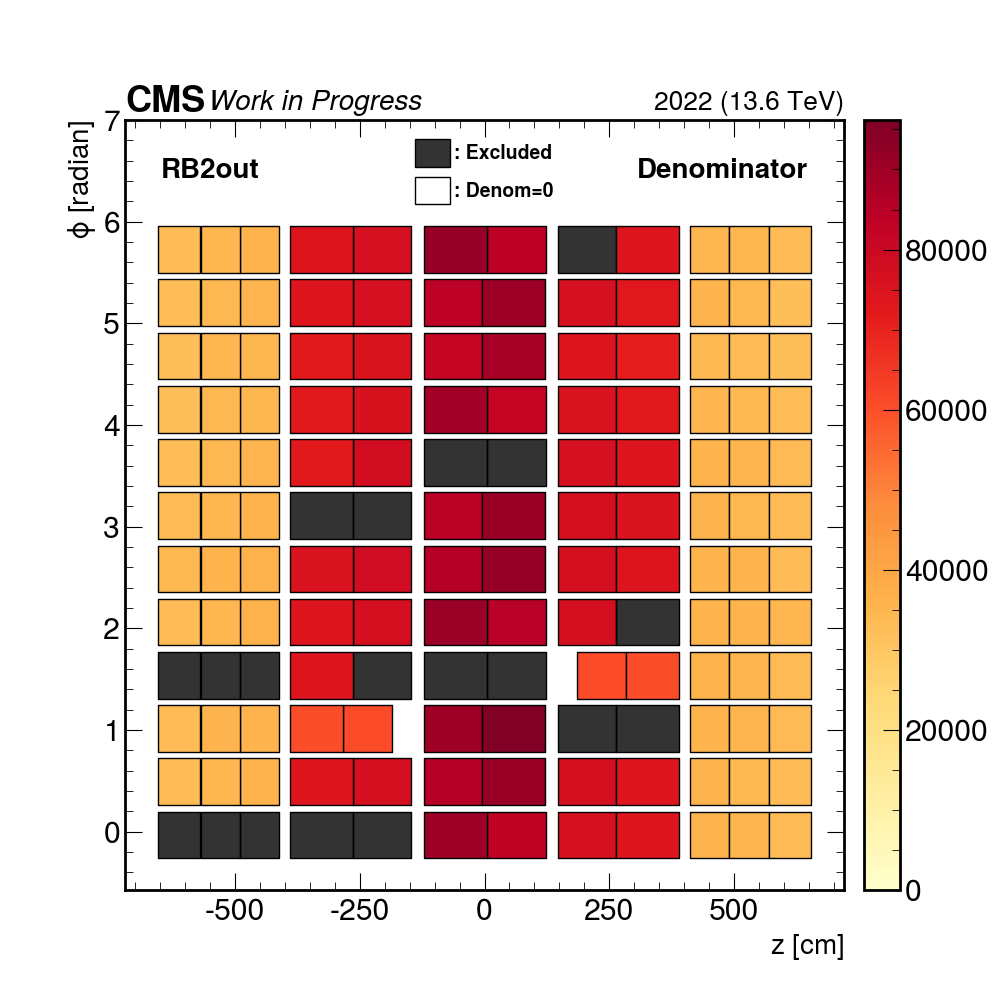 CMS Work in Progress 2022 (13.6 TeV)
RB2out
: Excluded
: Denom=0
Denominator
ϕ [radian]
7
6
5
4
3
2
1
0
-500 -250 0 250 500
z [cm]
80000
60000
40000
20000
0